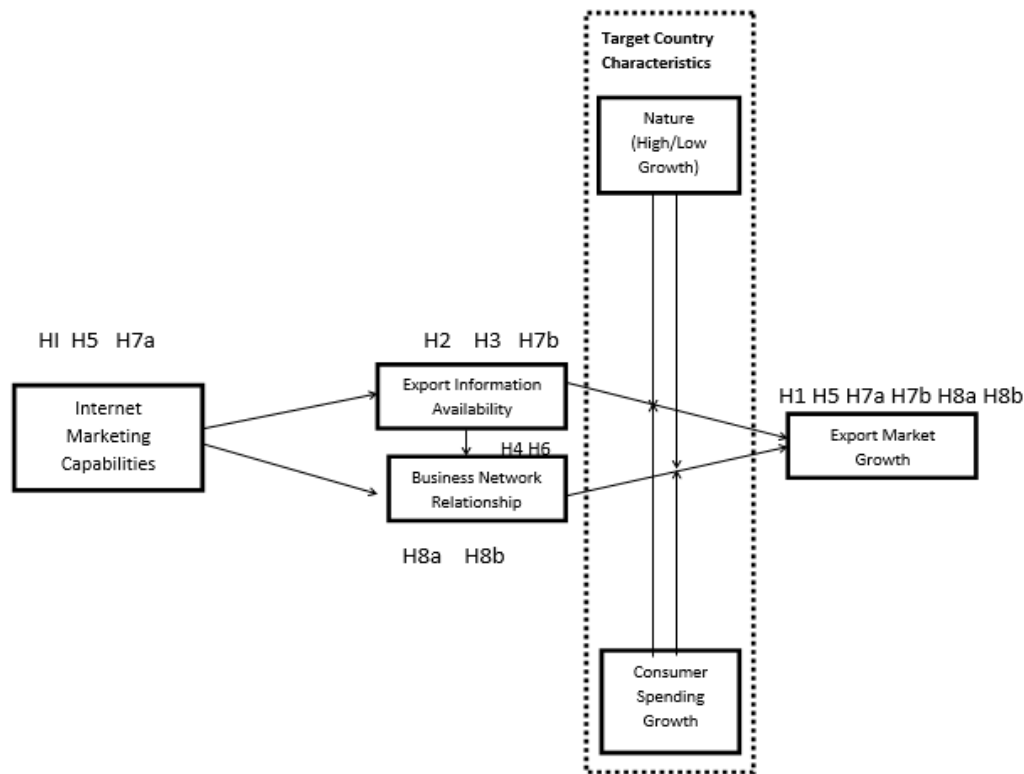 Target Country
Characteristics
Nature
(High/Low
Growth)
HI H5 H7a
Internet
Marketing
Capabilities
H2 H3 H7b
Export Information
Availability
H4 H6
Business Network
Relationship
H8a H8b
H1 H5 H7a H7b H8a H8b
Export Market
Growth
Consumer
Spending
Growth